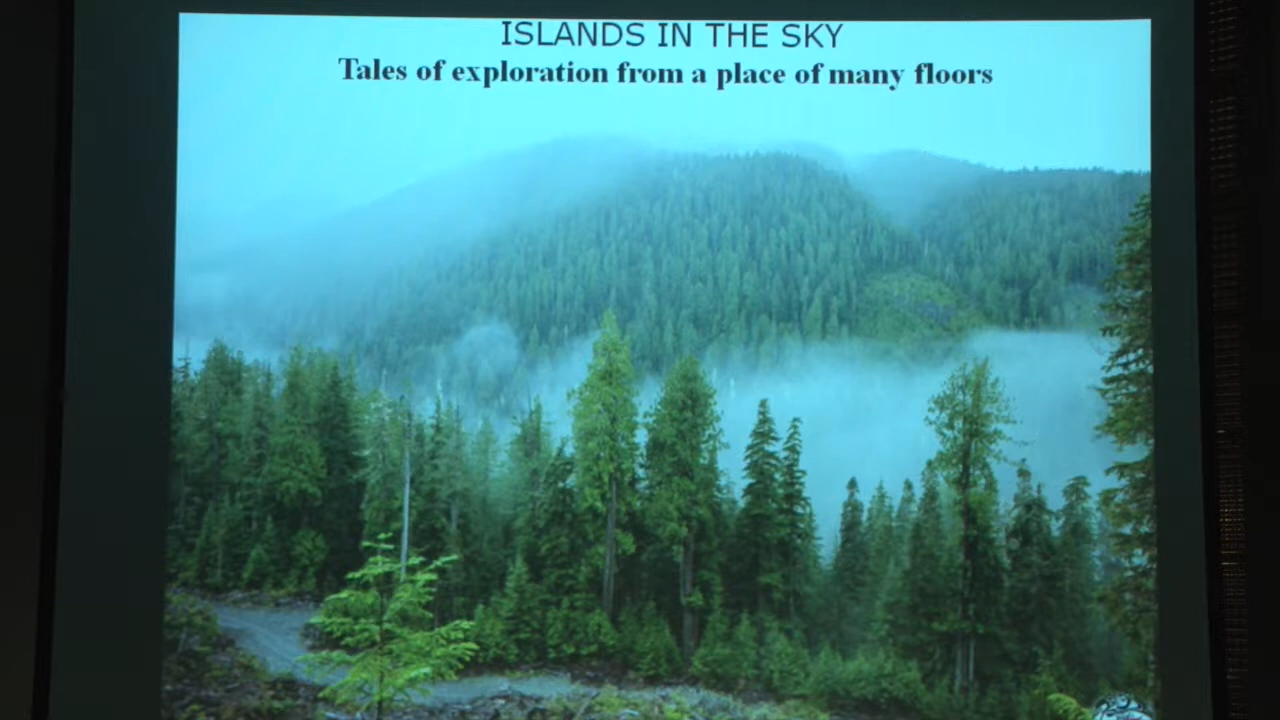 ISLANDS IN THE SKY
Tales of exploration from a place of many floors